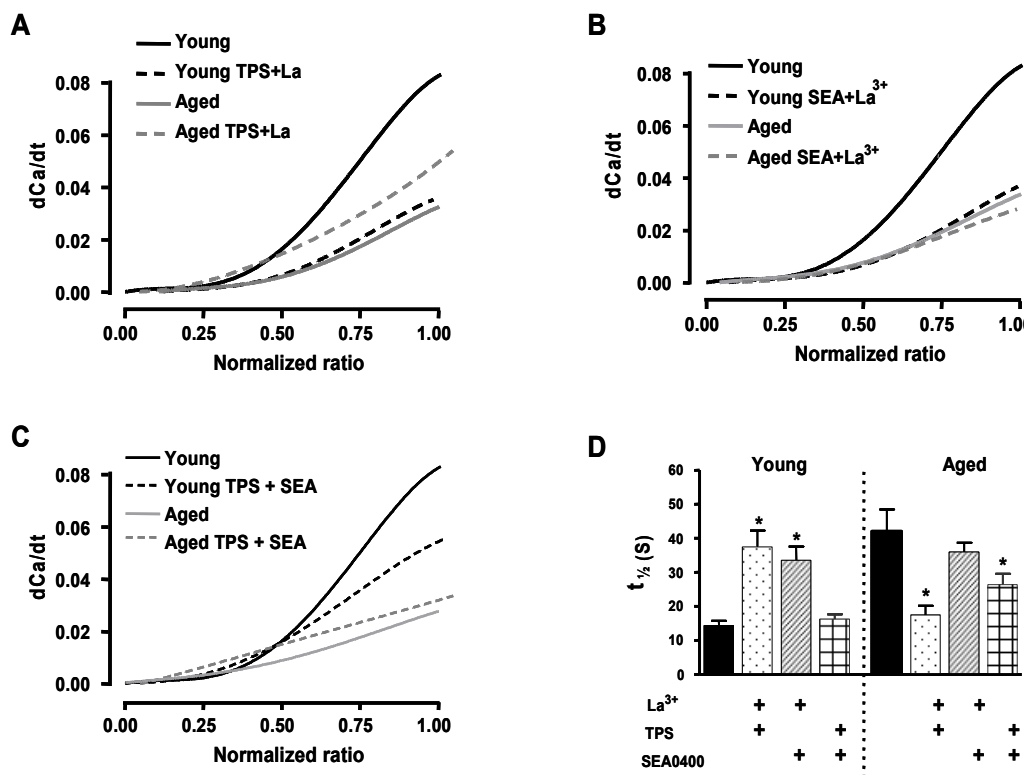 A
Young
Young TPS+La
Aged
Aged TPS+La
0.08
0.06
0.04
0.02
0.00
dCa/dt
0.00 0.25 0.50 0.75 1.00
Normalized ratio
B
Young
Young SEA+La3+
Aged
Aged SEA+La3+
0.08
0.06
0.04
0.02
0.00
dCa/dt
0.00 0.25 0.50 0.75 1.00
Normalized ratio
C
Young
Young TPS + SEA
Aged
Aged TPS + SEA
0.08
0.06
0.04
0.02
0.00
dCa/dt
0.00 0.25 0.50 0.75 1.00
Normalized ratio
D
Young Aged
60
50
40
30
20
10
0
t ½ (S)
* * * *
La3+ + + + +
TPS + + + +
SEA0400 + + + +